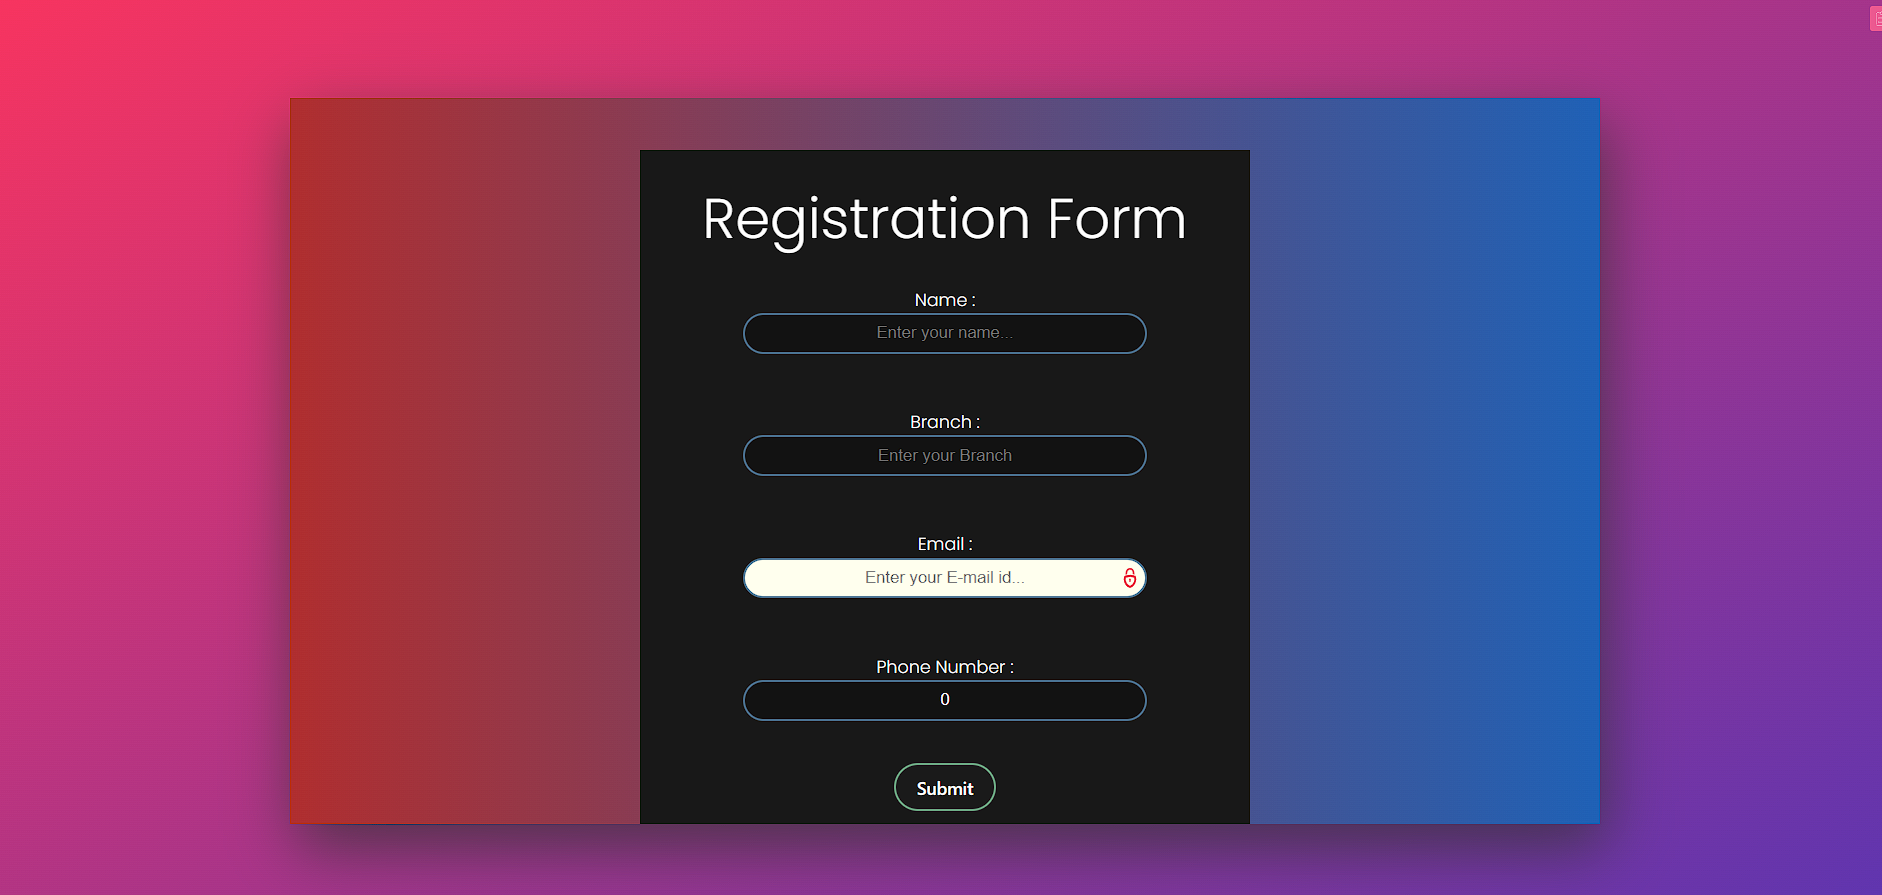 Registration Form
Name :
Enter your name...
Branch :
Enter your Branch
Email :
Enter your E-mail id...
Phone Number :
0
Submit